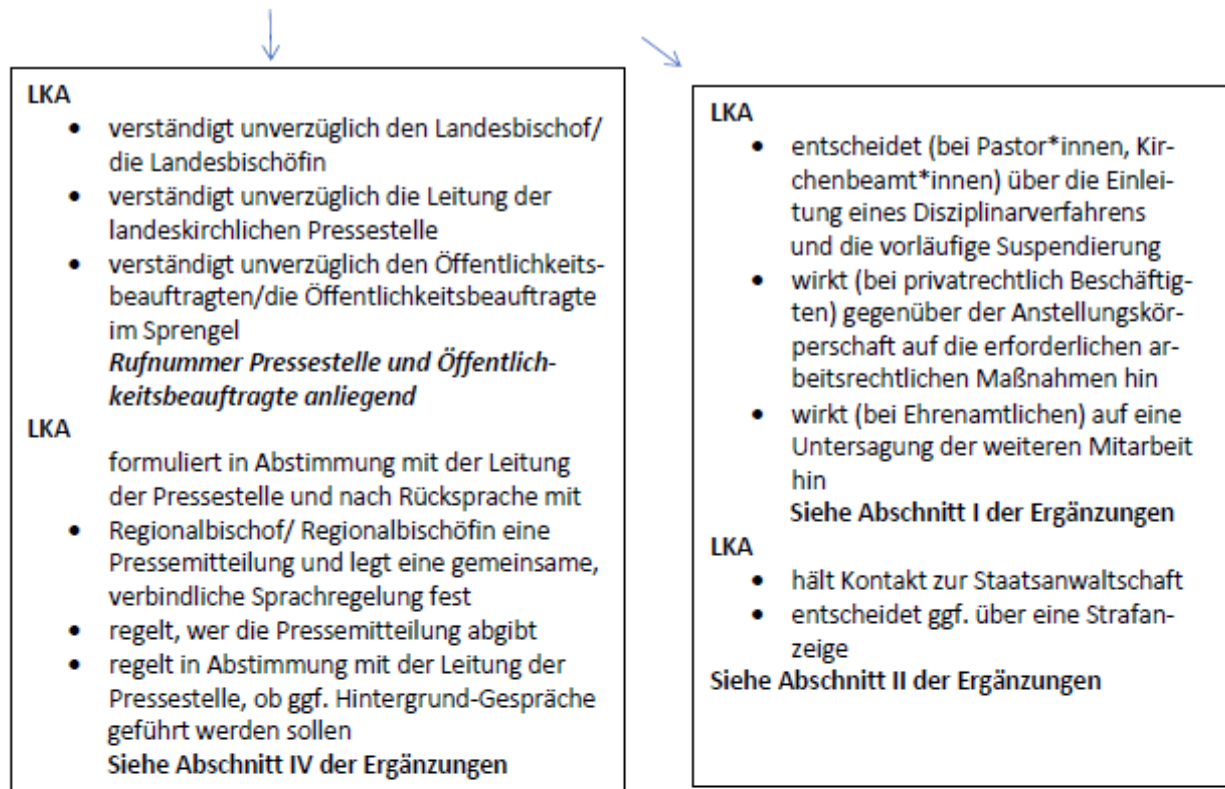 LKA
• verständigt unverzüglich den Landesbischof/
die Landesbischöfin
• verständigt unverzüglich die Leitung der
landeskirchlichen Pressestelle
• verständigt unverzüglich den Öffentlichkeits-
beauftragten/die Öffentlichkeitsbeauftragte
im Sprengel
Rufnummer Pressestelle und Öffentlich-
keitsbeauftragte anliegend
LKA
formuliert in Abstimmung mit der Leitung
der Pressestelle und nach Rücksprache mit
• Regionalbischof/ Regionalbischöfin eine
Pressemitteilung und legt eine gemeinsame,
verbindliche Sprachregelung fest
• regelt, wer die Pressemitteilung abgibt
• regelt in Abstimmung mit der Leitung der
Pressestelle, ob ggf. Hintergrund-Gespräche
geführt werden sollen
Siehe Abschnitt IV der Ergänzungen
LKA
• entscheidet (bei Pastor*innen, Kir-
chenbeamt*innen) über die Einlei-
tung eines Disziplinarverfahrens
und die vorläufige Suspendierung
• wirkt (bei privatrechtlich Beschäftig-
ten) gegenüber der Anstellungskör-
perschaft auf die erforderlichen ar-
beitsrechtlichen Maßnahmen hin
• wirkt (bei Ehrenamtlichen) auf eine
Untersagung der weiteren Mitarbeit
hin
Siehe Abschnitt I der Ergänzungen
LKA
• hält Kontakt zur Staatsanwaltschaft
• entscheidet ggf. über eine Strafan-
zeige
Siehe Abschnitt II der Ergänzungen